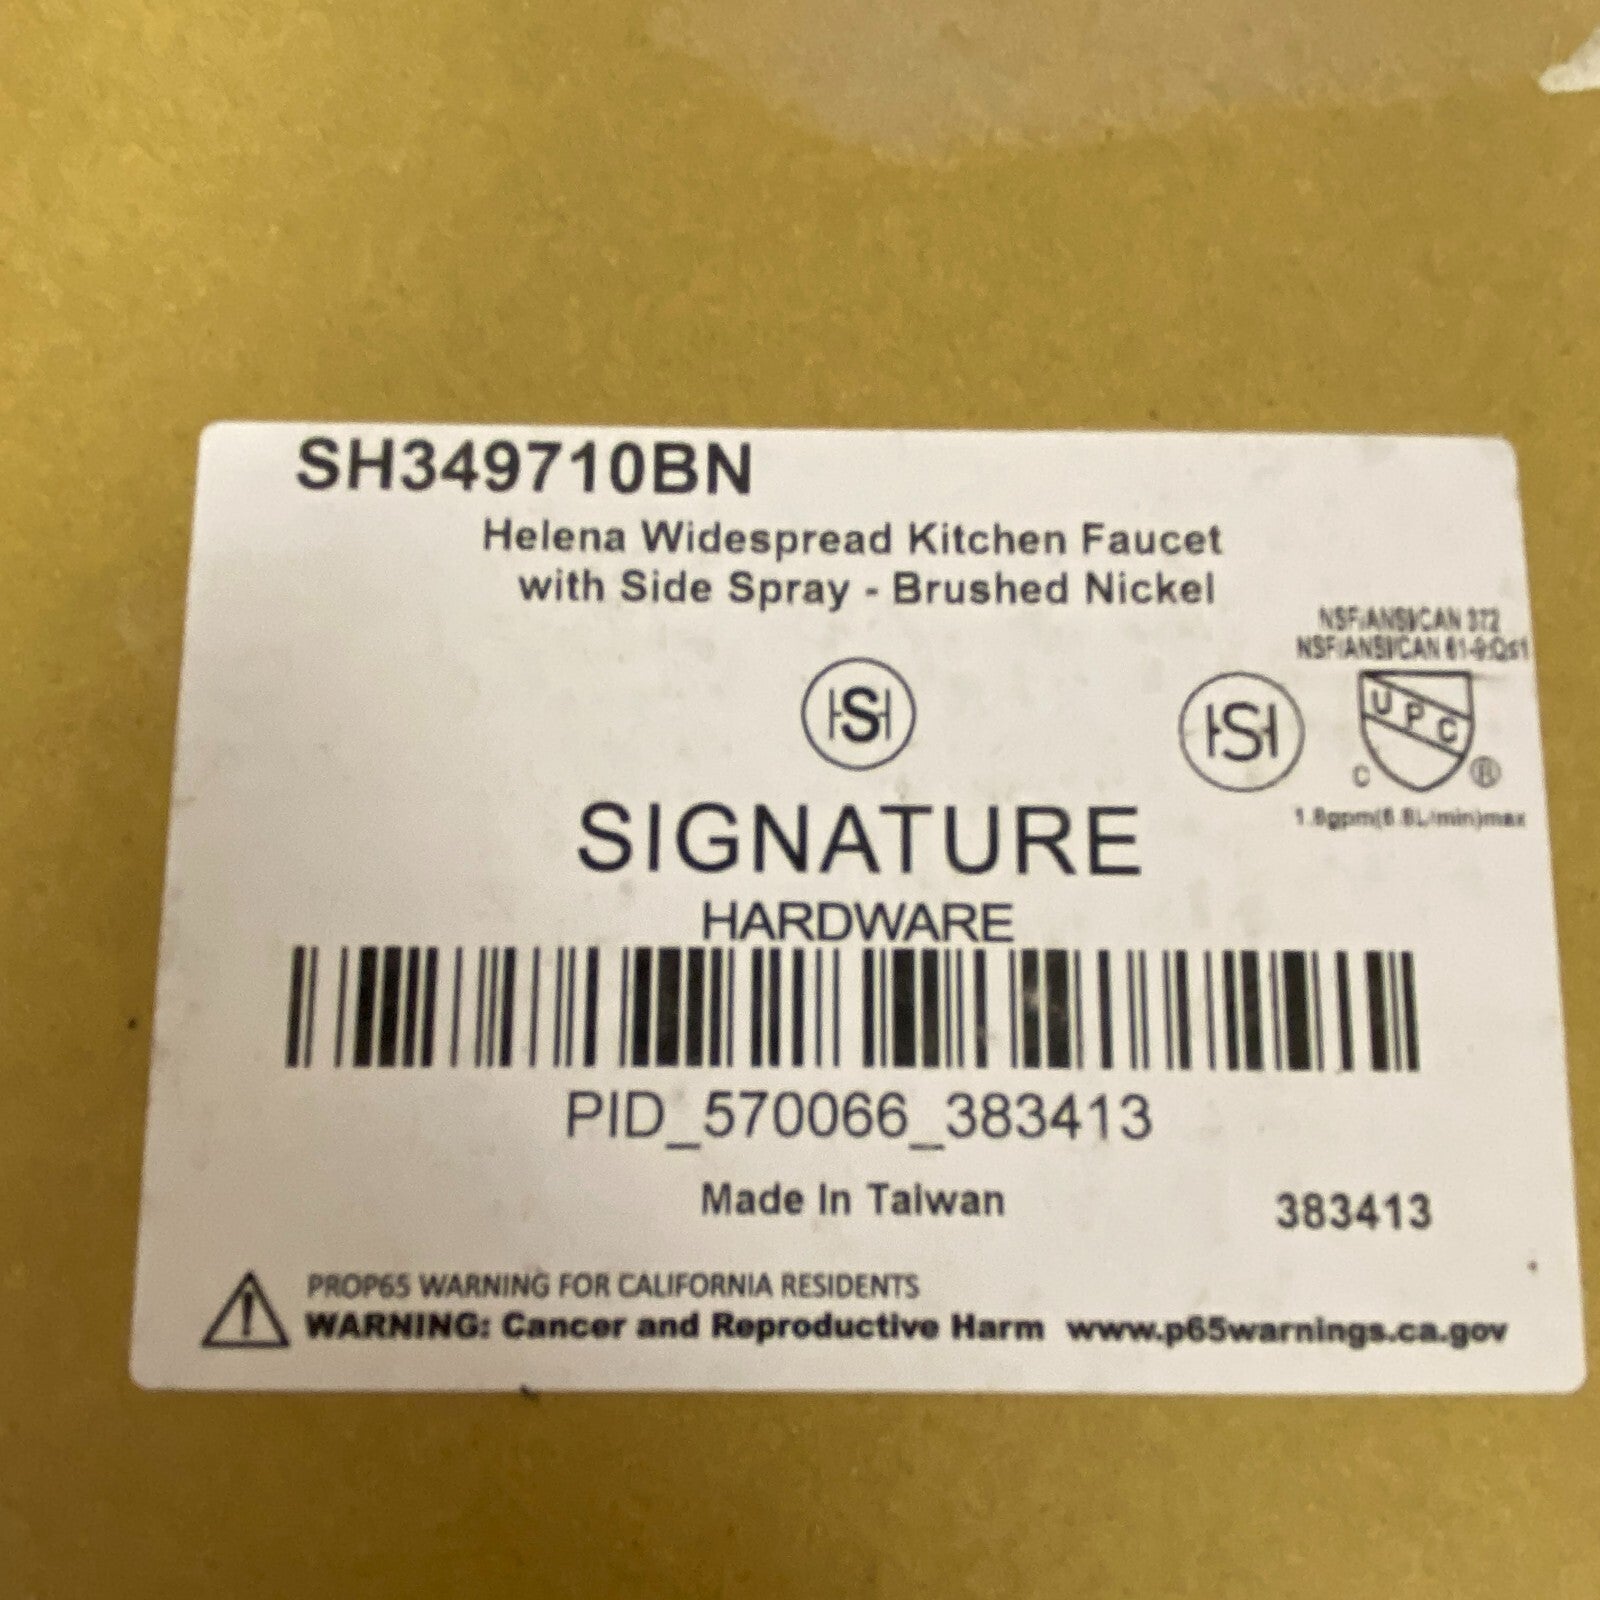 SH349710BN
Helena Widespread Kitchen Faucet
with Side Spray - Brushed Nickel
NSF/ANSI/CAN 372
NSF/ANSI/CAN 61-9:Q≤1
HSH
HSH
UPC
C ®
1.8gpm(6.8L/min)max
SIGNATURE
HARDWARE
PID_570066_383413
Made In Taiwan
383413
PROP65 WARNING FOR CALIFORNIA RESIDENTS
WARNING: Cancer and Reproductive Harm www.p65warnings.ca.gov